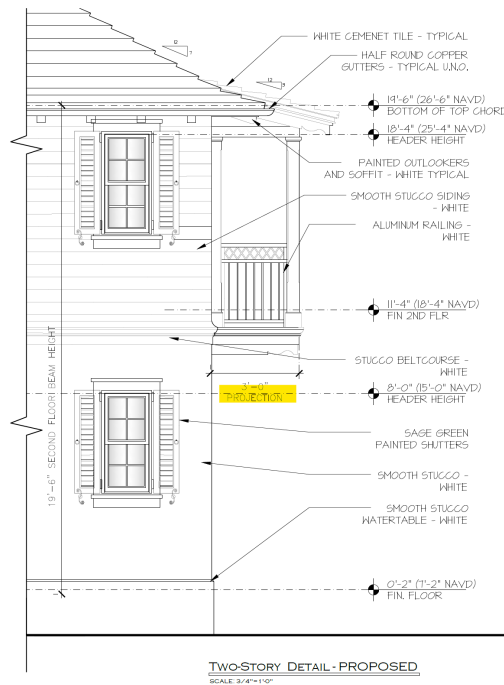 WHITE CEMENET TILE - TYPICAL
HALF ROUND COPPER
GUTTERS - TYPICAL U.N.O.
12
7
12
3
19'-6" (26'-6" NAVD)
BOTTOM OF TOP CHORD
18'-4" (25'-4" NAVD)
HEADER HEIGHT
PAINTED OUTLOOKERS
AND SOFFIT - WHITE TYPICAL
SMOOTH STUCCO SIDING
- WHITE
ALUMINUM RAILING -
WHITE
11'-4" (18'-4" NAVD)
FIN 2ND FLR
STUCCO BELTCOURSE -
WHITE
3'-0"
PROJECTION
8'-0" (15'-0" NAVD)
HEADER HEIGHT
19'-6" SECOND FLOOR BEAM HEIGHT
SAGE GREEN
PAINTED SHUTTERS
SMOOTH STUCCO -
WHITE
SMOOTH STUCCO
WATERTABLE - WHITE
0'-2" (7'-2" NAVD)
FIN. FLOOR
TWO-STORY DETAIL - PROPOSED
SCALE: 3/4"=1'0"